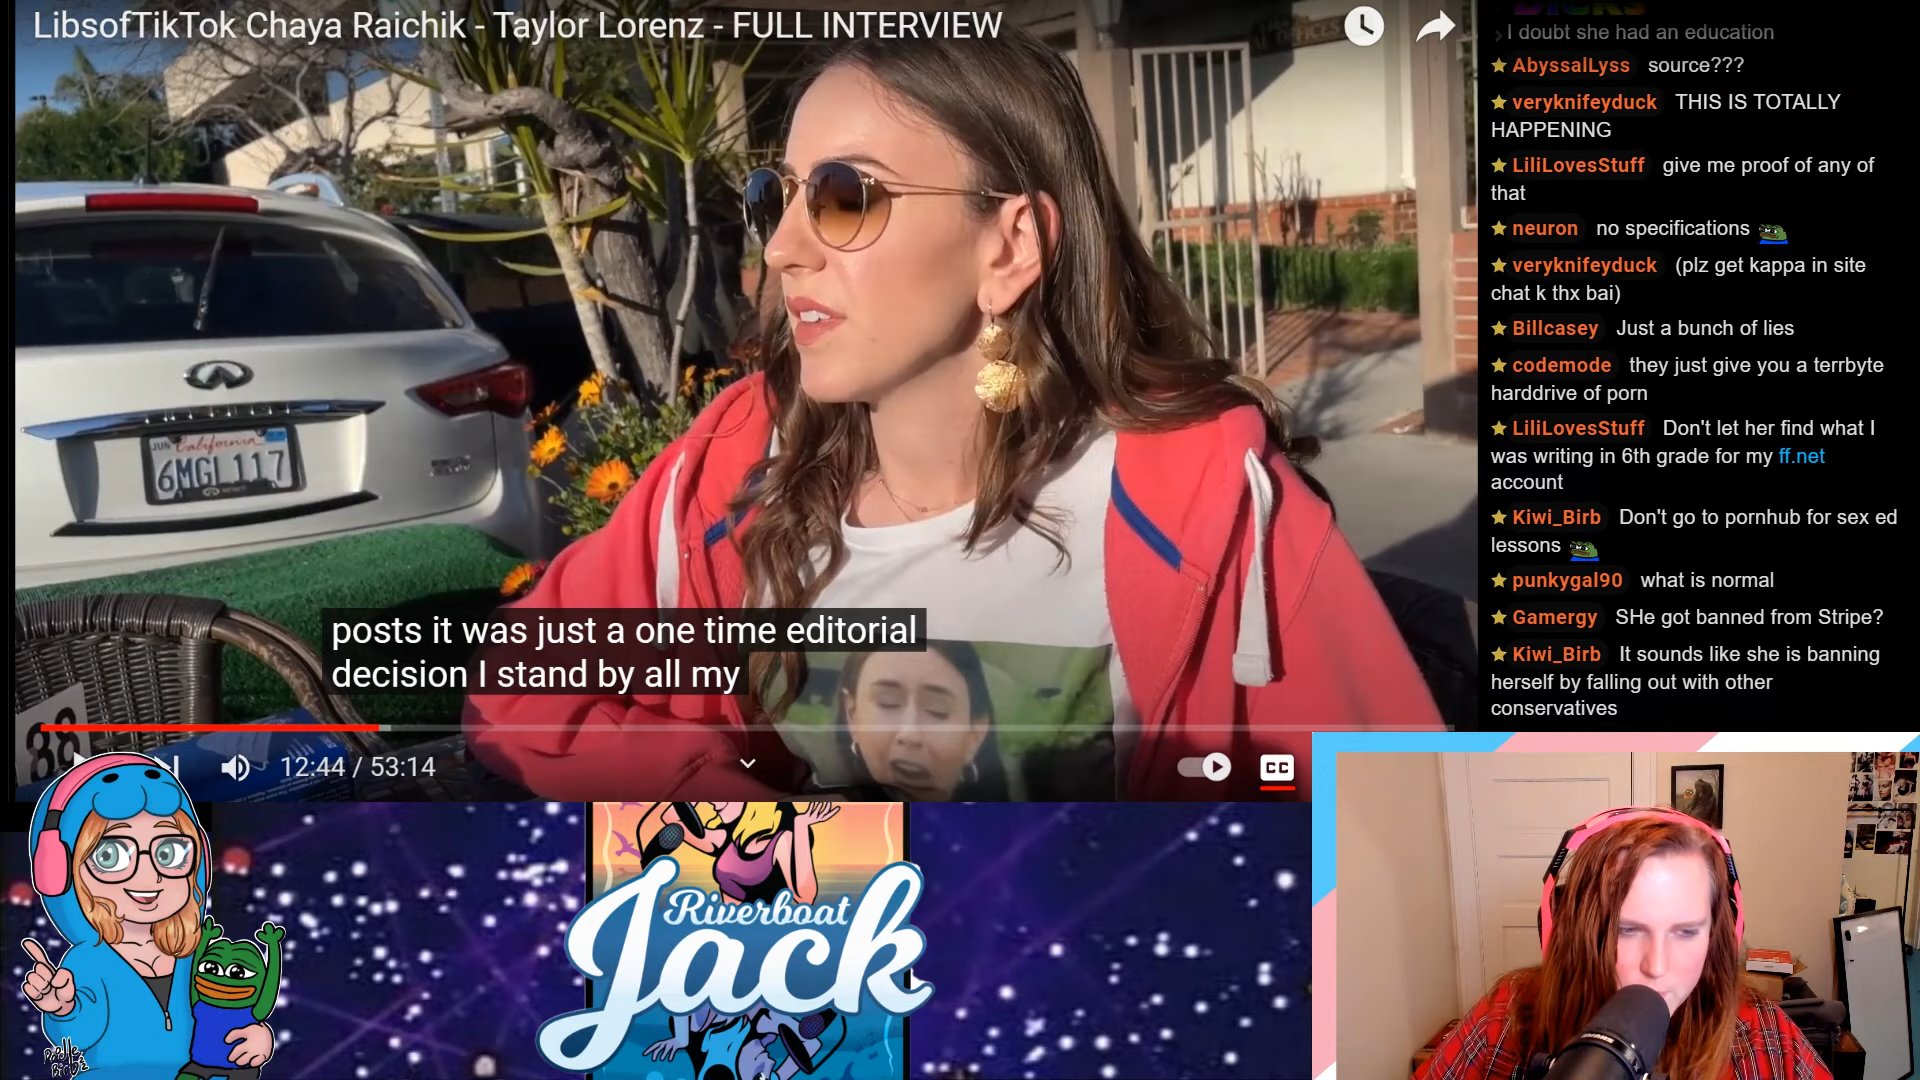 LibsofTikTok Chaya Raichik - Taylor Lorenz - FULL INTERVIEW
OFFICES
JUN California
6MGL117
posts it was just a one time editorial
decision I stand by all my
88
12:44 / 53:14
CC
Riverboat
Jack
I doubt she had an education
AbyssalLyss source???
veryknifeyduck THIS IS TOTALLY
HAPPENING
LiliLovesStuff give me proof of any of
that
neuron no specifications
veryknifeyduck (plz get kappa in site
chat k thx bai)
Billcasey Just a bunch of lies
codemode they just give you a terrbyte
harddrive of porn
LiliLovesStuff Don't let her find what I
was writing in 6th grade for my ff.net
account
Kiwi_Birb Don't go to pornhub for sex ed
lessons
punkygal90 what is normal
Gamergy SHe got banned from Stripe?
Kiwi_Birb It sounds like she is banning
herself by falling out with other
conservatives